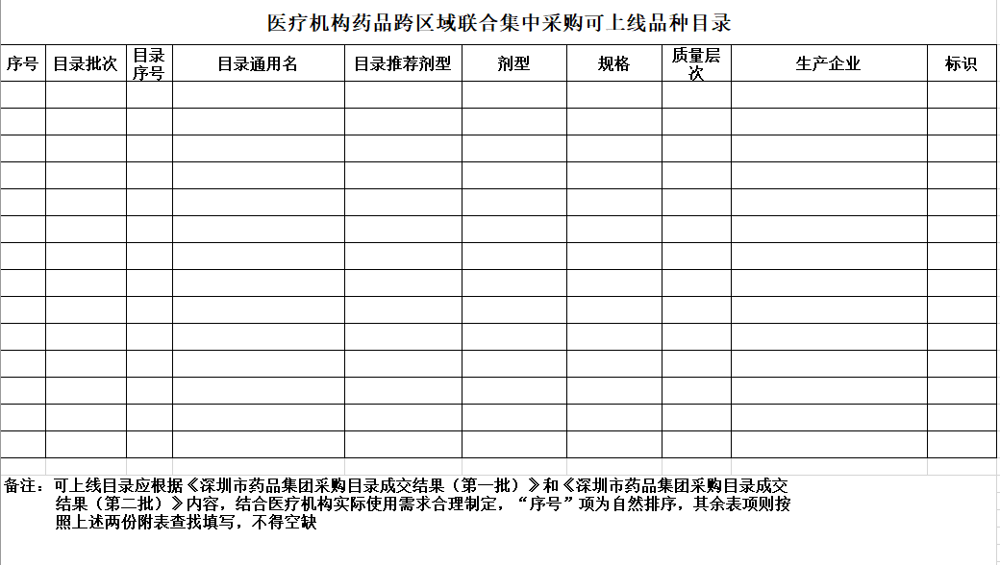 医疗机构药品跨区域联合集中采购可上线品种目录
序号 目录批次 目录序号 目录通用名 目录推荐剂型 剂型 规格 质量层次 生产企业 标识
备注：可上线目录应根据《深圳市药品集团采购目录成交结果（第一批）》和《深圳市药品集团采购目录成交
结果（第二批）》内容，结合医疗机构实际使用需求合理制定，“序号”项为自然排序，其余表项则按
照上述两份附表查找填写，不得空缺